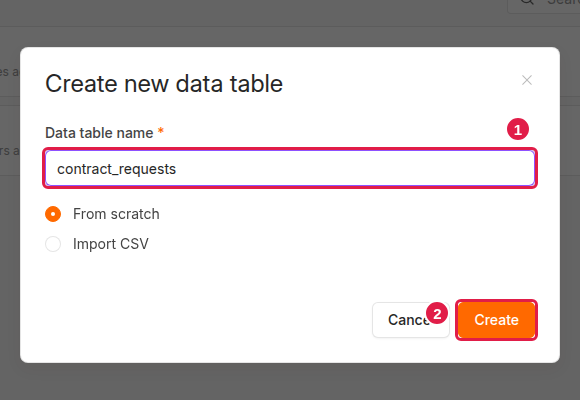 Create new data table
Data table name *
1
contract_requests
From scratch
Import CSV
2
Create